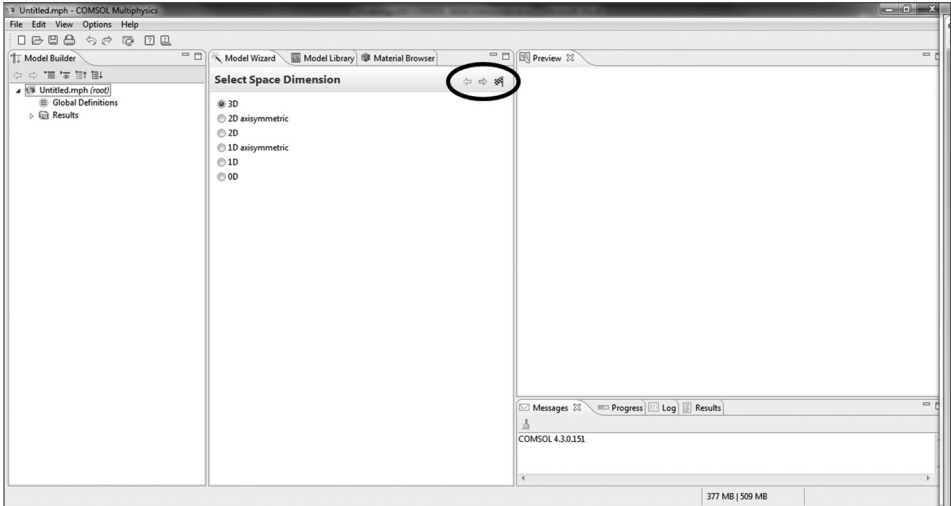 Untitled.mph - COMSOL Multiphysics
File Edit View Options Help
Model Builder
Untitled.mph (root)
Global Definitions
Results
Model Wizard Model Library Material Browser
Select Space Dimension
3D
2D axisymmetric
2D
1D axisymmetric
1D
0D
Preview
Messages Progress Log Results
COMSOL 4.3.0.151
377 MB | 509 MB